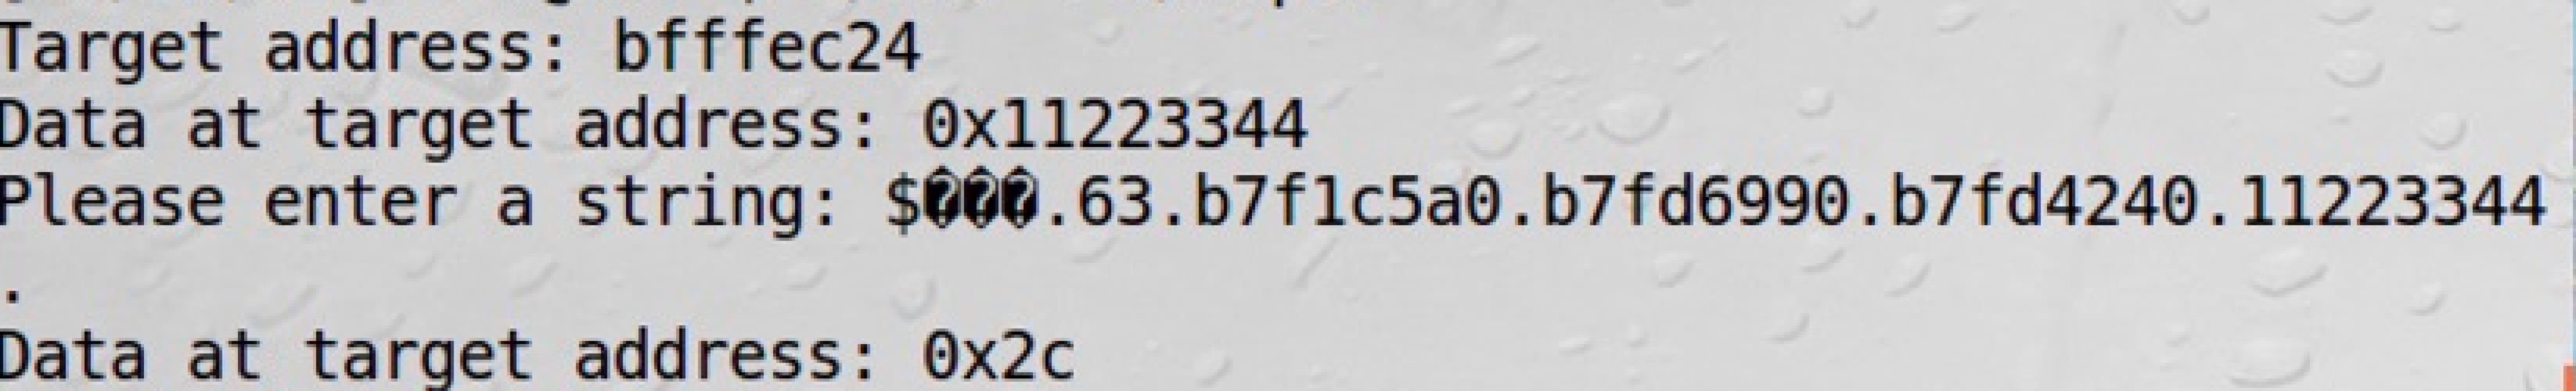 Target address: bfffec24
Data at target address: 0x11223344
Please enter a string: $���.63.b7f1c5a0.b7fd6990.b7fd4240.11223344
.
Data at target address: 0x2c